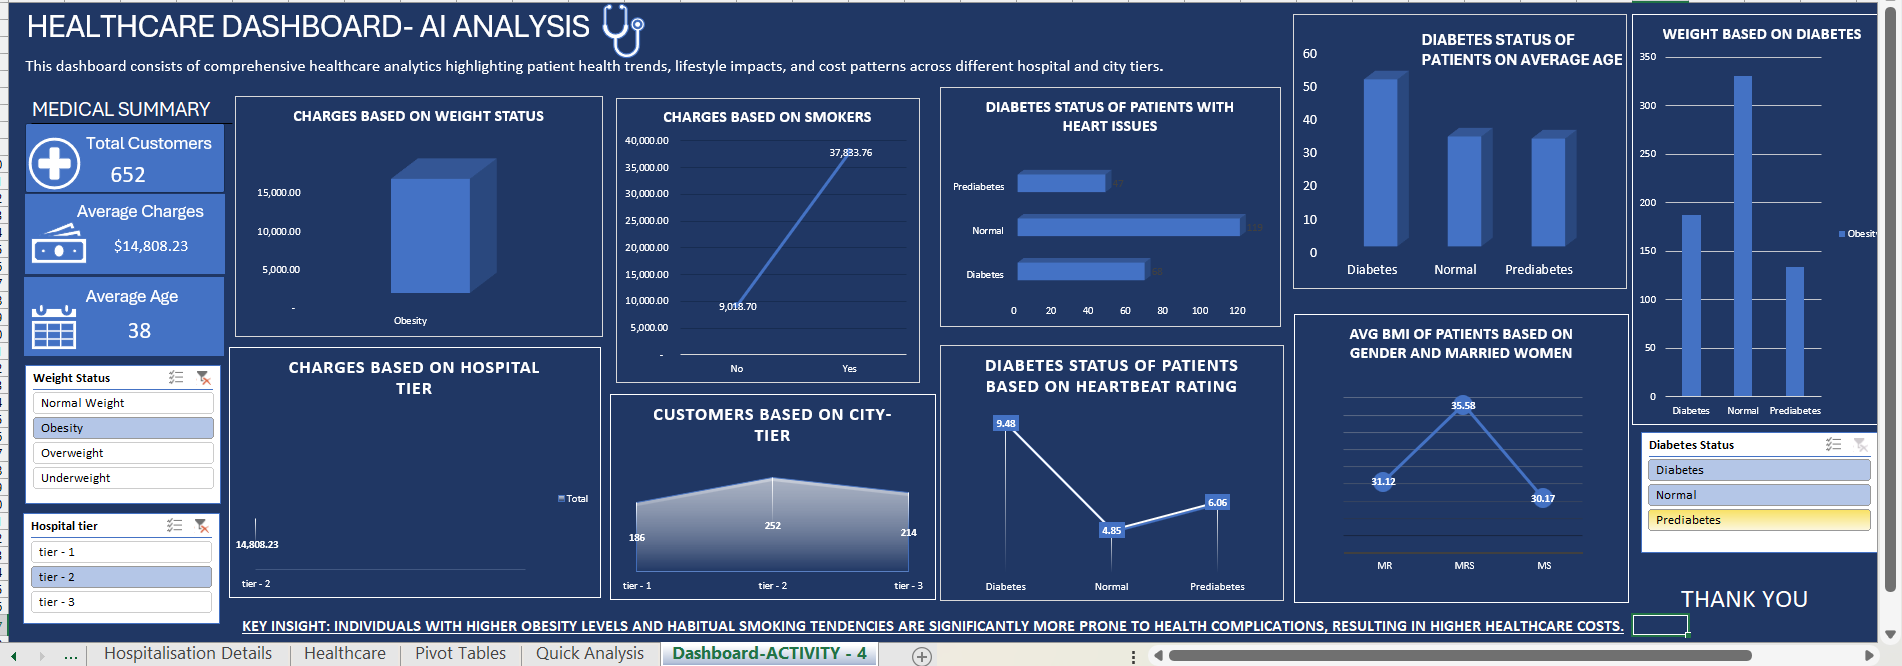 HEALTHCARE DASHBOARD- AI ANALYSIS
This dashboard consists of comprehensive healthcare analytics highlighting patient health trends, lifestyle impacts, and cost patterns across different hospital and city tiers.
MEDICAL SUMMARY
Total Customers
652
Average Charges
$14,808.23
Average Age
38
Weight Status
Normal Weight
Obesity
Overweight
Underweight
Hospital tier
tier - 1
tier - 2
tier - 3
CHARGES BASED ON WEIGHT STATUS
15,000.00
10,000.00
5,000.00
-
Obesity
CHARGES BASED ON HOSPITAL
TIER
Total
14,808.23
tier - 2
CHARGES BASED ON SMOKERS
40,000.00
35,000.00
30,000.00
25,000.00
20,000.00
15,000.00
10,000.00
5,000.00
-
37,833.76
9,018.70
No Yes
CUSTOMERS BASED ON CITY-
TIER
186
252
214
tier - 1 tier - 2 tier - 3
DIABETES STATUS OF PATIENTS WITH
HEART ISSUES
Prediabetes
Normal
Diabetes
0 20 40 60 80 100 120
DIABETES STATUS OF PATIENTS
BASED ON HEARTBEAT RATING
9.48
4.85
6.06
Diabetes Normal Prediabetes
DIABETES STATUS OF
PATIENTS ON AVERAGE AGE
60
50
40
30
20
10
0
Diabetes Normal Prediabetes
AVG BMI OF PATIENTS BASED ON
GENDER AND MARRIED WOMEN
31.12
35.58
30.17
MR MRS MS
WEIGHT BASED ON DIABETES
350
300
250
200
150
100
50
0
Diabetes Normal Prediabetes
Obesity
Diabetes Status
Diabetes
Normal
Prediabetes
THANK YOU
KEY INSIGHT: INDIVIDUALS WITH HIGHER OBESITY LEVELS AND HABITUAL SMOKING TENDENCIES ARE SIGNIFICANTLY MORE PRONE TO HEALTH COMPLICATIONS, RESULTING IN HIGHER HEALTHCARE COSTS.
... Hospitalisation Details Healthcare Pivot Tables Quick Analysis Dashboard-ACTIVITY - 4